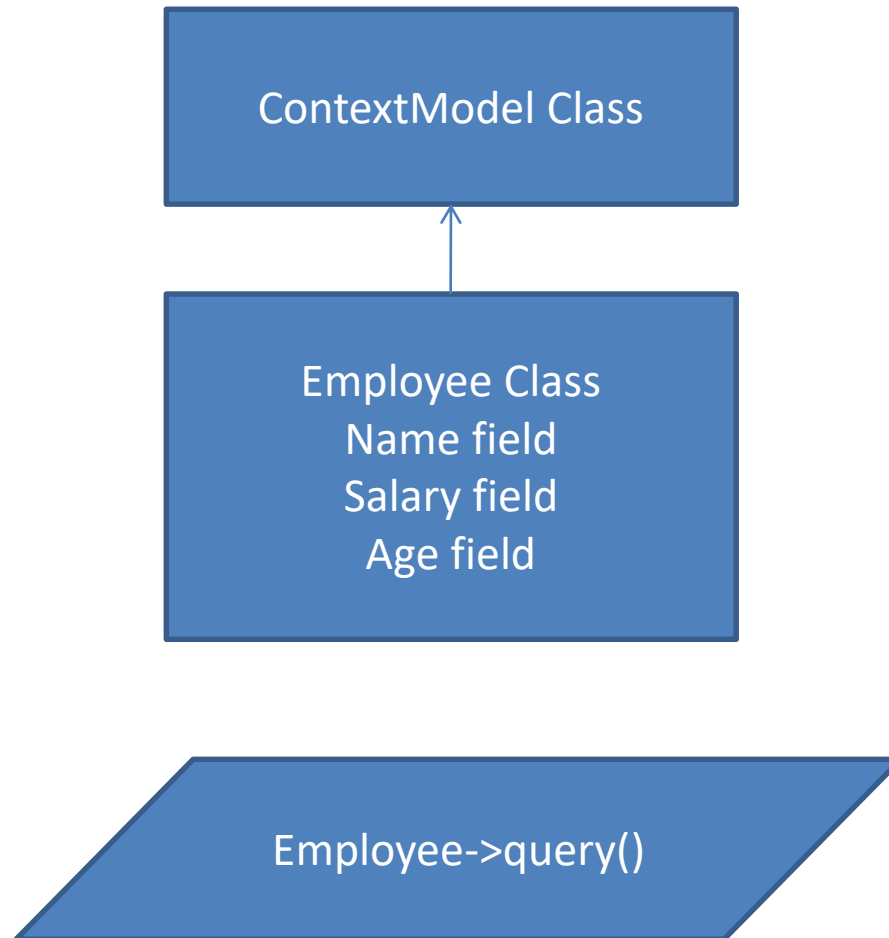 ContextModel Class
Employee Class
Name field
Salary field
Age field
Employee->query()